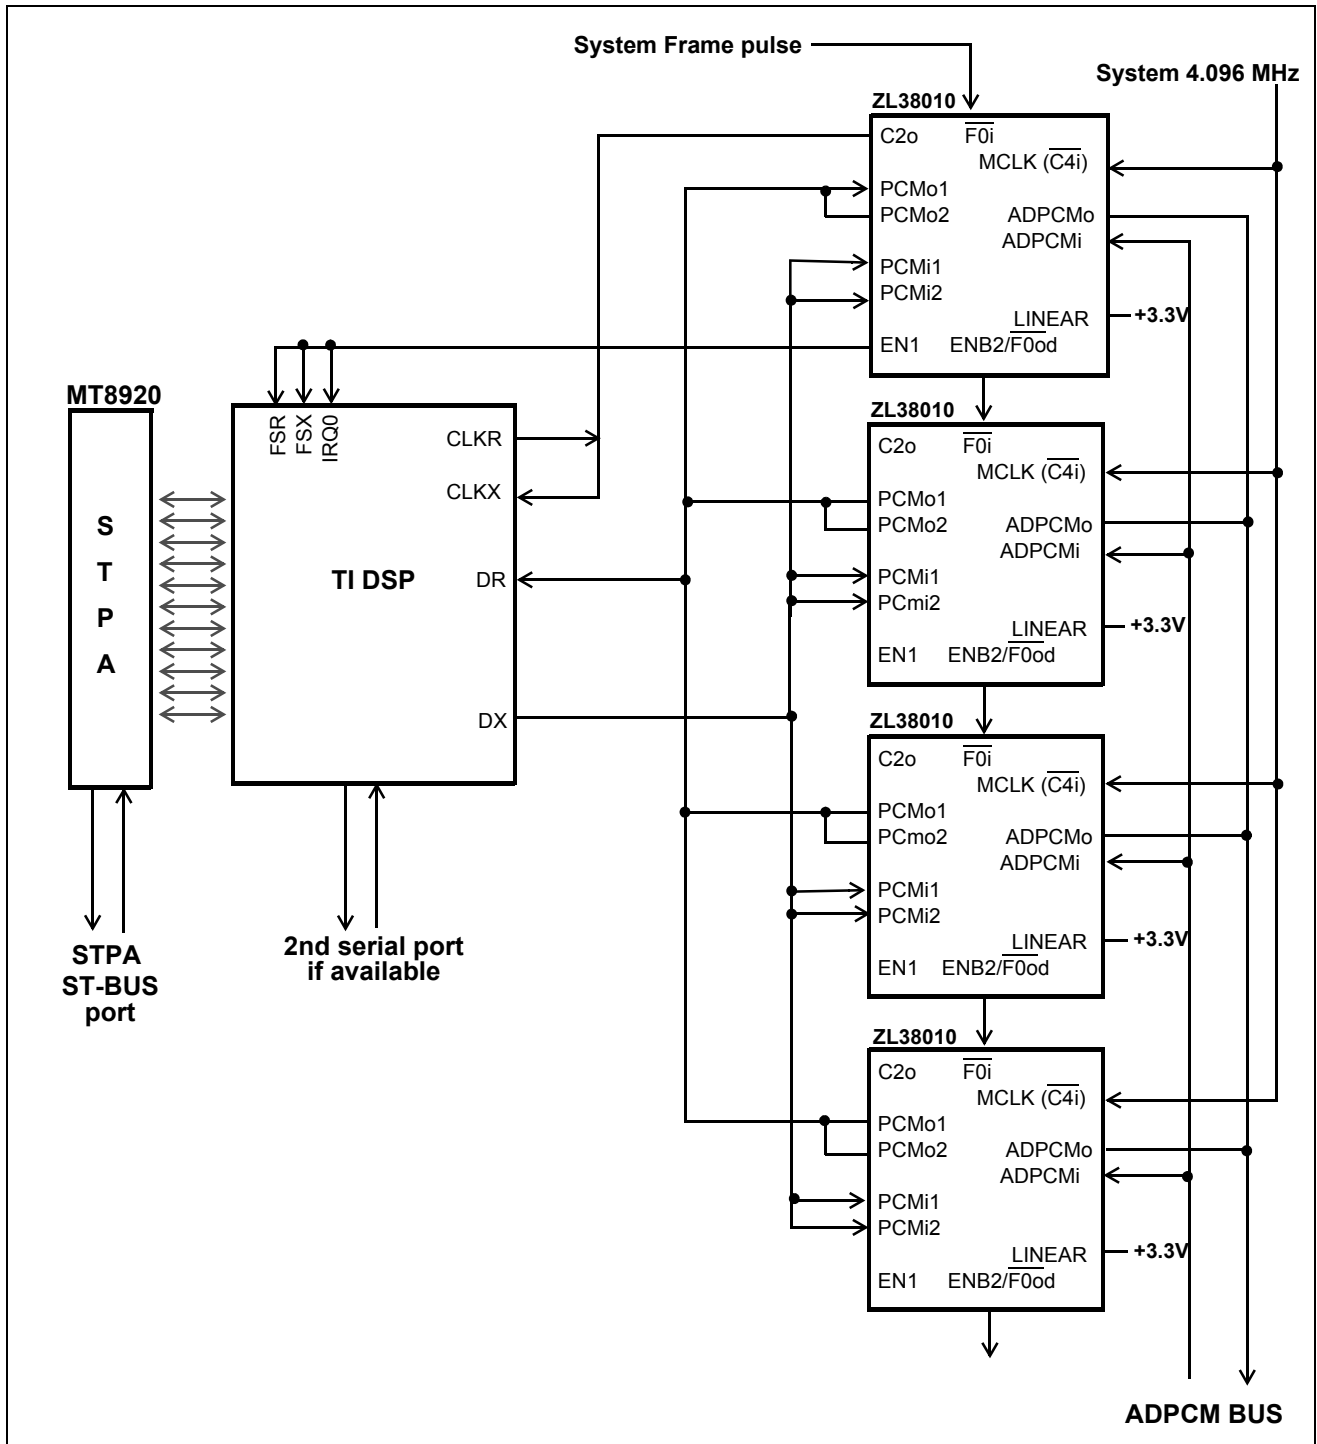 System Frame pulse
System 4.096 MHz
ZL38010
C2o F0i
MCLK (C4i)
PCMo1
PCMo2 ADPCMo
ADPCMi
PCMi1
PCMi2
LINEAR +3.3V
EN1 ENB2/F0od
MT8920
S
T
P
A
FSR
FSX
IRQ0
CLKR
CLKX
TI DSP
DR
DX
ZL38010
C2o F0i
MCLK (C4i)
PCMo1
PCMo2 ADPCMo
ADPCMi
PCMi1
PCmi2
LINEAR +3.3V
EN1 ENB2/F0od
ZL38010
C2o F0i
MCLK (C4i)
PCMo1
PCmo2 ADPCMo
ADPCMi
PCMi1
PCMi2
LINEAR +3.3V
EN1 ENB2/F0od
STPA
ST-BUS
port
2nd serial port
if available
ZL38010
C2o F0i
MCLK (C4i)
PCMo1
PCMo2 ADPCMo
ADPCMi
PCMi1
PCMi2
LINEAR +3.3V
EN1 ENB2/F0od
ADPCM BUS